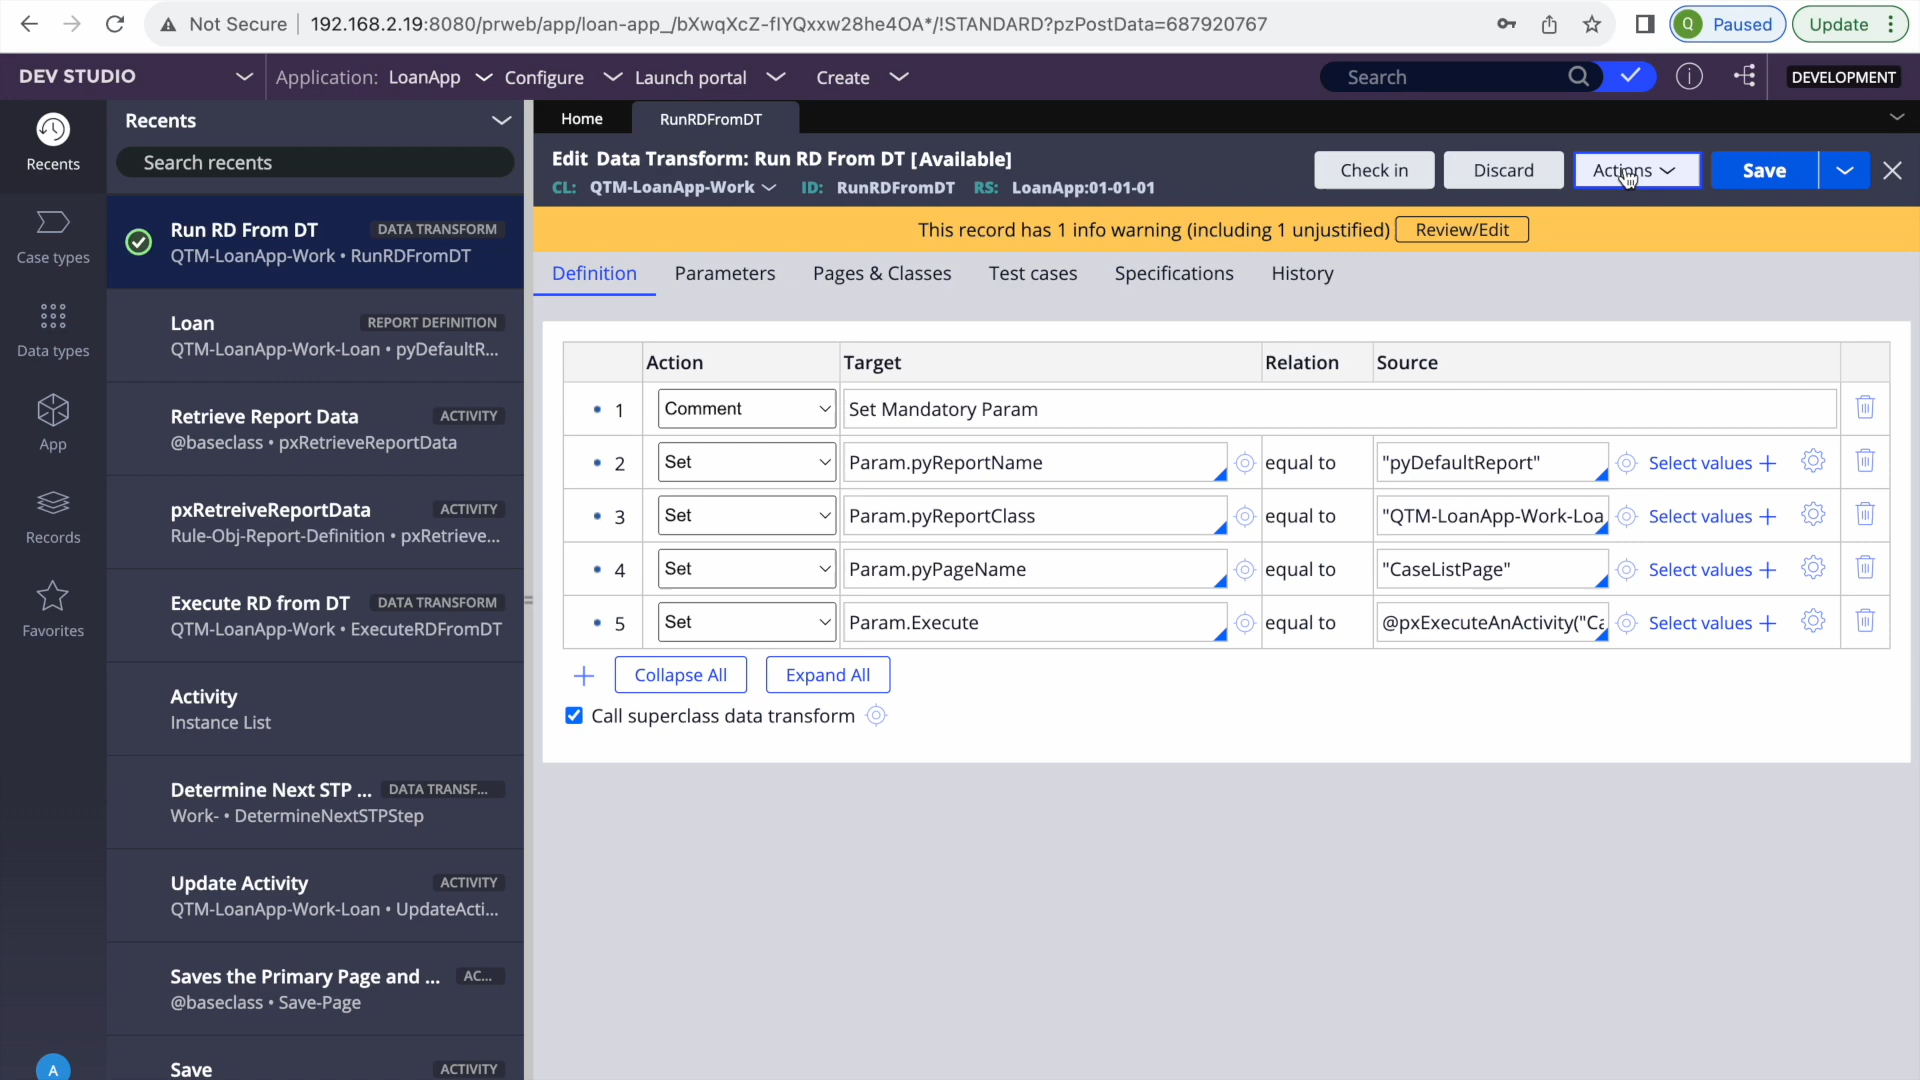 Not Secure 192.168.2.19:8080/prweb/app/loan-app_/bXwqXcZ-fIYQxxw28he4OA*/!STANDARD?pzPostData=687920767 Q Paused Update
DEV STUDIO Application: LoanApp Configure Launch portal Create Search DEVELOPMENT
Recents
Case types
Data types
App
Records
Favorites
A
Recents
Search recents
Run RD From DT DATA TRANSFORM
QTM-LoanApp-Work • RunRDFromDT
Loan REPORT DEFINITION
QTM-LoanApp-Work-Loan • pyDefaultR...
Retrieve Report Data ACTIVITY
@baseclass • pxRetrieveReportData
pxRetreiveReportData ACTIVITY
Rule-Obj-Report-Definition • pxRetrieve...
Execute RD from DT DATA TRANSFORM
QTM-LoanApp-Work • ExecuteRDFromDT
Activity
Instance List
Determine Next STP ... DATA TRANSF...
Work- • DetermineNextSTPStep
Update Activity ACTIVITY
QTM-LoanApp-Work-Loan • UpdateActi...
Saves the Primary Page and ... AC...
@baseclass • Save-Page
Save ACTIVITY
Home RunRDFromDT
Edit Data Transform: Run RD From DT [Available]
CL: QTM-LoanApp-Work ID: RunRDFromDT RS: LoanApp:01-01-01
Check in Discard Actions Save
This record has 1 info warning (including 1 unjustified) Review/Edit
Definition Parameters Pages & Classes Test cases Specifications History
Action Target Relation Source
• 1 Comment Set Mandatory Param
• 2 Set Param.pyReportName equal to "pyDefaultReport" Select values
• 3 Set Param.pyReportClass equal to "QTM-LoanApp-Work-Loa Select values
• 4 Set Param.pyPageName equal to "CaseListPage" Select values
• 5 Set Param.Execute equal to @pxExecuteAnActivity("Ca Select values
Collapse All Expand All
Call superclass data transform